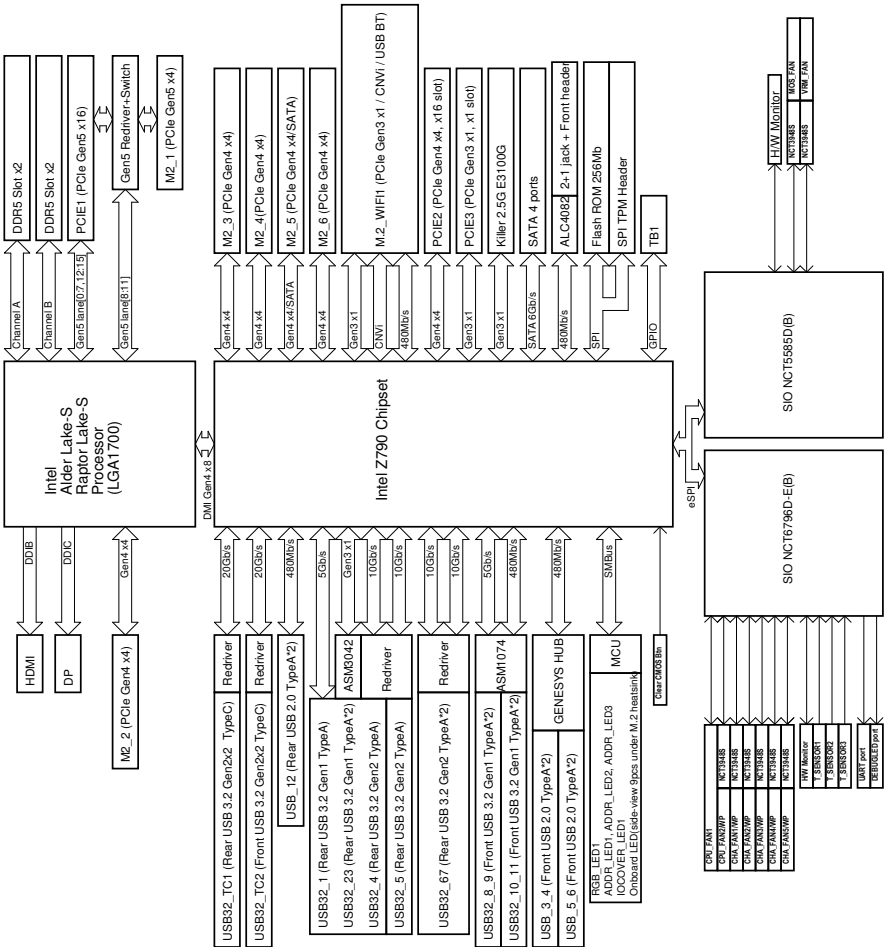 DDR5 Slot x2
DDR5 Slot x2
PCIE1 (PCIe Gen5 x16)
Gen5 Redriver+Switch
M2_1 (PCIe Gen5 x4)
Channel A
Channel B
Gen5 lane[0:7,12:15]
Gen5 lane[8:11]
Intel
Alder Lake-S
Raptor Lake-S
Processor
(LGA1700)
DDIB
DDIC
Gen4 x4
HDMI
DP
M2_2 (PCIe Gen4 x4)
DMI Gen4 x8
M2_3 (PCIe Gen4 x4)
M2_4(PCIe Gen4 x4)
M2_5 (PCIe Gen4 x4/SATA)
M2_6 (PCIe Gen4 x4)
M.2_WIFI1 (PCIe Gen3 x1 / CNVi / USB BT)
PCIE2 (PCIe Gen4 x4, x16 slot)
PCIE3 (PCIe Gen3 x1, x1 slot)
Killer 2.5G E3100G
SATA 4 ports
ALC4082
2+1 jack + Front header
Flash ROM 256Mb
SPI TPM Header
TB1
Gen4 x4
Gen4 x4
Gen4 x4/SATA
Gen4 x4
Gen3 x1
CNVi
480Mb/s
Gen4 x4
Gen3 x1
Gen3 x1
SATA 6Gb/s
480Mb/s
SPI
GPIO
Intel Z790 Chipset
20Gb/s
20Gb/s
480Mb/s
5Gb/s
Gen3 x1
10Gb/s
10Gb/s
10Gb/s
10Gb/s
5Gb/s
480Mb/s
480Mb/s
SMBus
Redriver
Redriver
ASM3042
Redriver
Redriver
ASM1074
GENESYS HUB
MCU
Clear CMOS Btn
USB32_TC1 (Rear USB 3.2 Gen2x2 TypeC)
USB32_TC2 (Front USB 3.2 Gen2x2 TypeC)
USB_12 (Rear USB 2.0 TypeA*2)
USB32_1 (Rear USB 3.2 Gen1 TypeA)
USB32_23 (Rear USB 3.2 Gen1 TypeA*2)
USB32_4 (Rear USB 3.2 Gen2 TypeA)
USB32_5 (Rear USB 3.2 Gen2 TypeA)
USB32_67 (Rear USB 3.2 Gen2 TypeA*2)
USB32_8_9 (Front USB 3.2 Gen1 TypeA*2)
USB32_10_11 (Front USB 3.2 Gen1 TypeA*2)
USB_3_4 (Front USB 2.0 TypeA*2)
USB_5_6 (Front USB 2.0 TypeA*2)
RGB_LED1
ADDR_LED1, ADDR_LED2, ADDR_LED3
IOCOVER_LED1
Onboard LED(side-view 9pcs under M.2 heatsink)
eSPI
SIO NCT5585D(B)
SIO NCT6796D-E(B)
H/W Monitor
NCT3948S
MOS_FAN
NCT3948S
VRM_FAN
CPU_FAN1
CPU_FAN2/WP
NCT3948S
CHA_FAN1/WP
NCT3948S
CHA_FAN2/WP
NCT3948S
CHA_FAN3/WP
NCT3948S
CHA_FAN4/WP
NCT3948S
CHA_FAN5/WP
NCT3948S
H/W Monitor
T_SENSOR1
T_SENSOR2
T_SENSOR3
UART port
DEBUGLED port